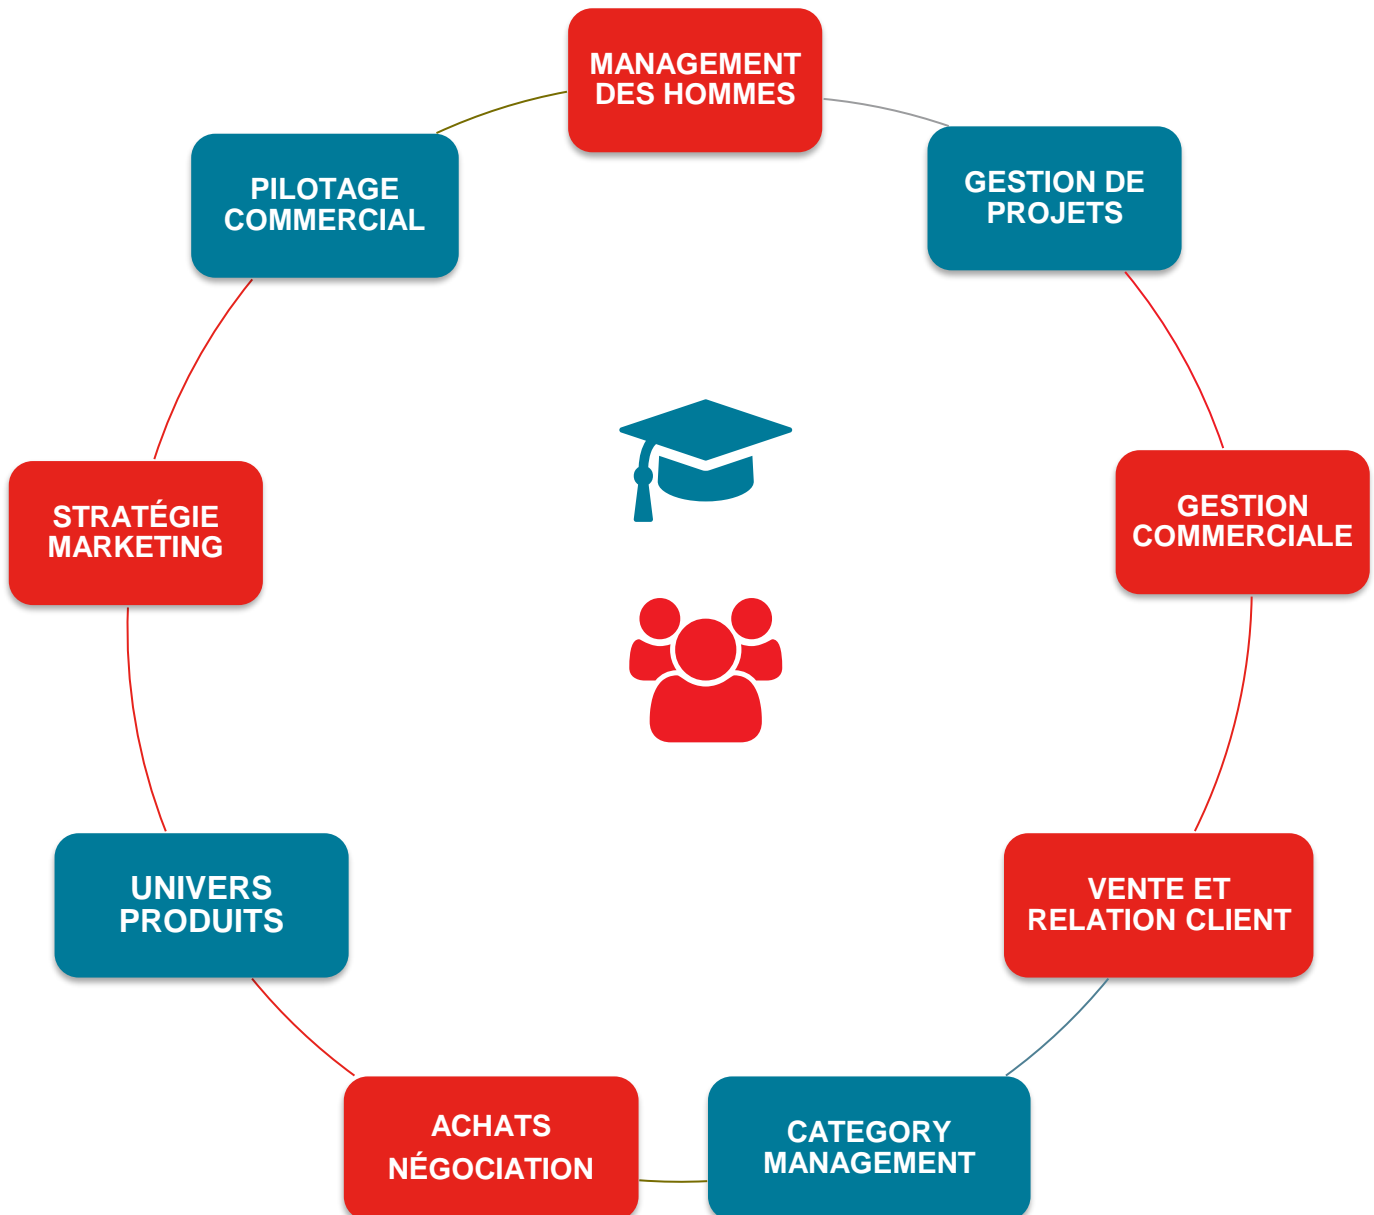 MANAGEMENT
DES HOMMES
PILOTAGE
COMMERCIAL
GESTION DE
PROJETS
STRATÉGIE
MARKETING
GESTION
COMMERCIALE
UNIVERS
PRODUITS
VENTE ET
RELATION CLIENT
ACHATS
NÉGOCIATION
CATEGORY
MANAGEMENT